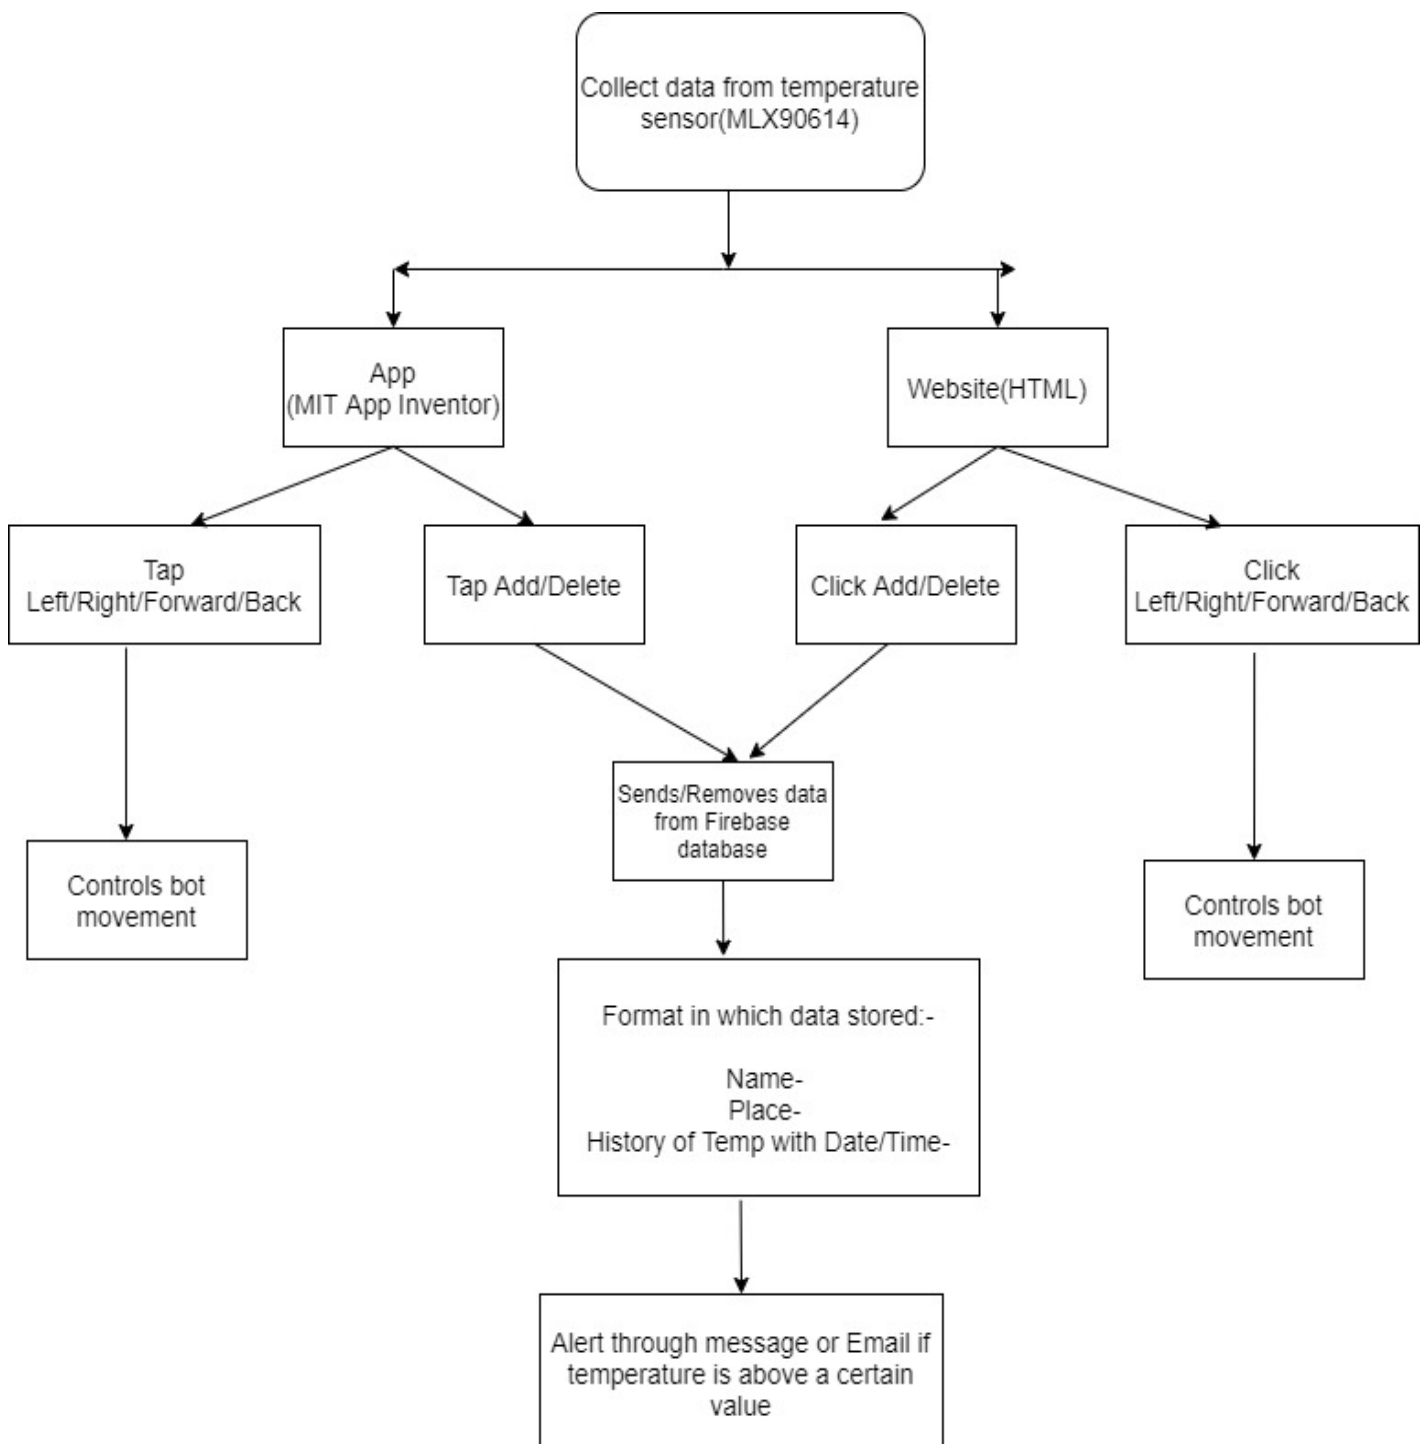 Collect data from temperature
sensor(MLX90614)
App
(MIT App Inventor)
Website(HTML)
Tap
Left/Right/Forward/Back
Tap Add/Delete
Click Add/Delete
Click
Left/Right/Forward/Back
Sends/Removes data
from Firebase
database
Controls bot
movement
Controls bot
movement
Format in which data stored:-
Name-
Place-
History of Temp with Date/Time-
Alert through message or Email if
temperature is above a certain
value